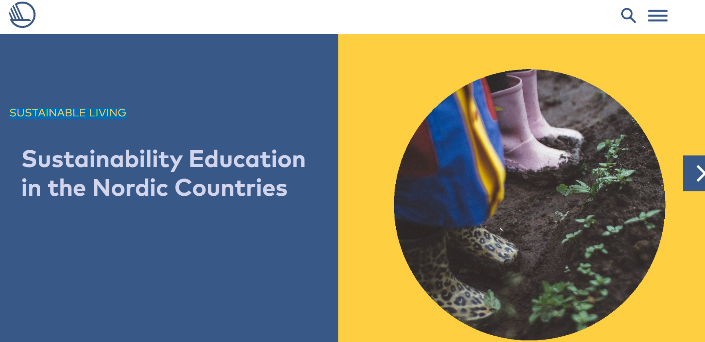 SUSTAINABLE LIVING
Sustainability Education
in the Nordic Countries